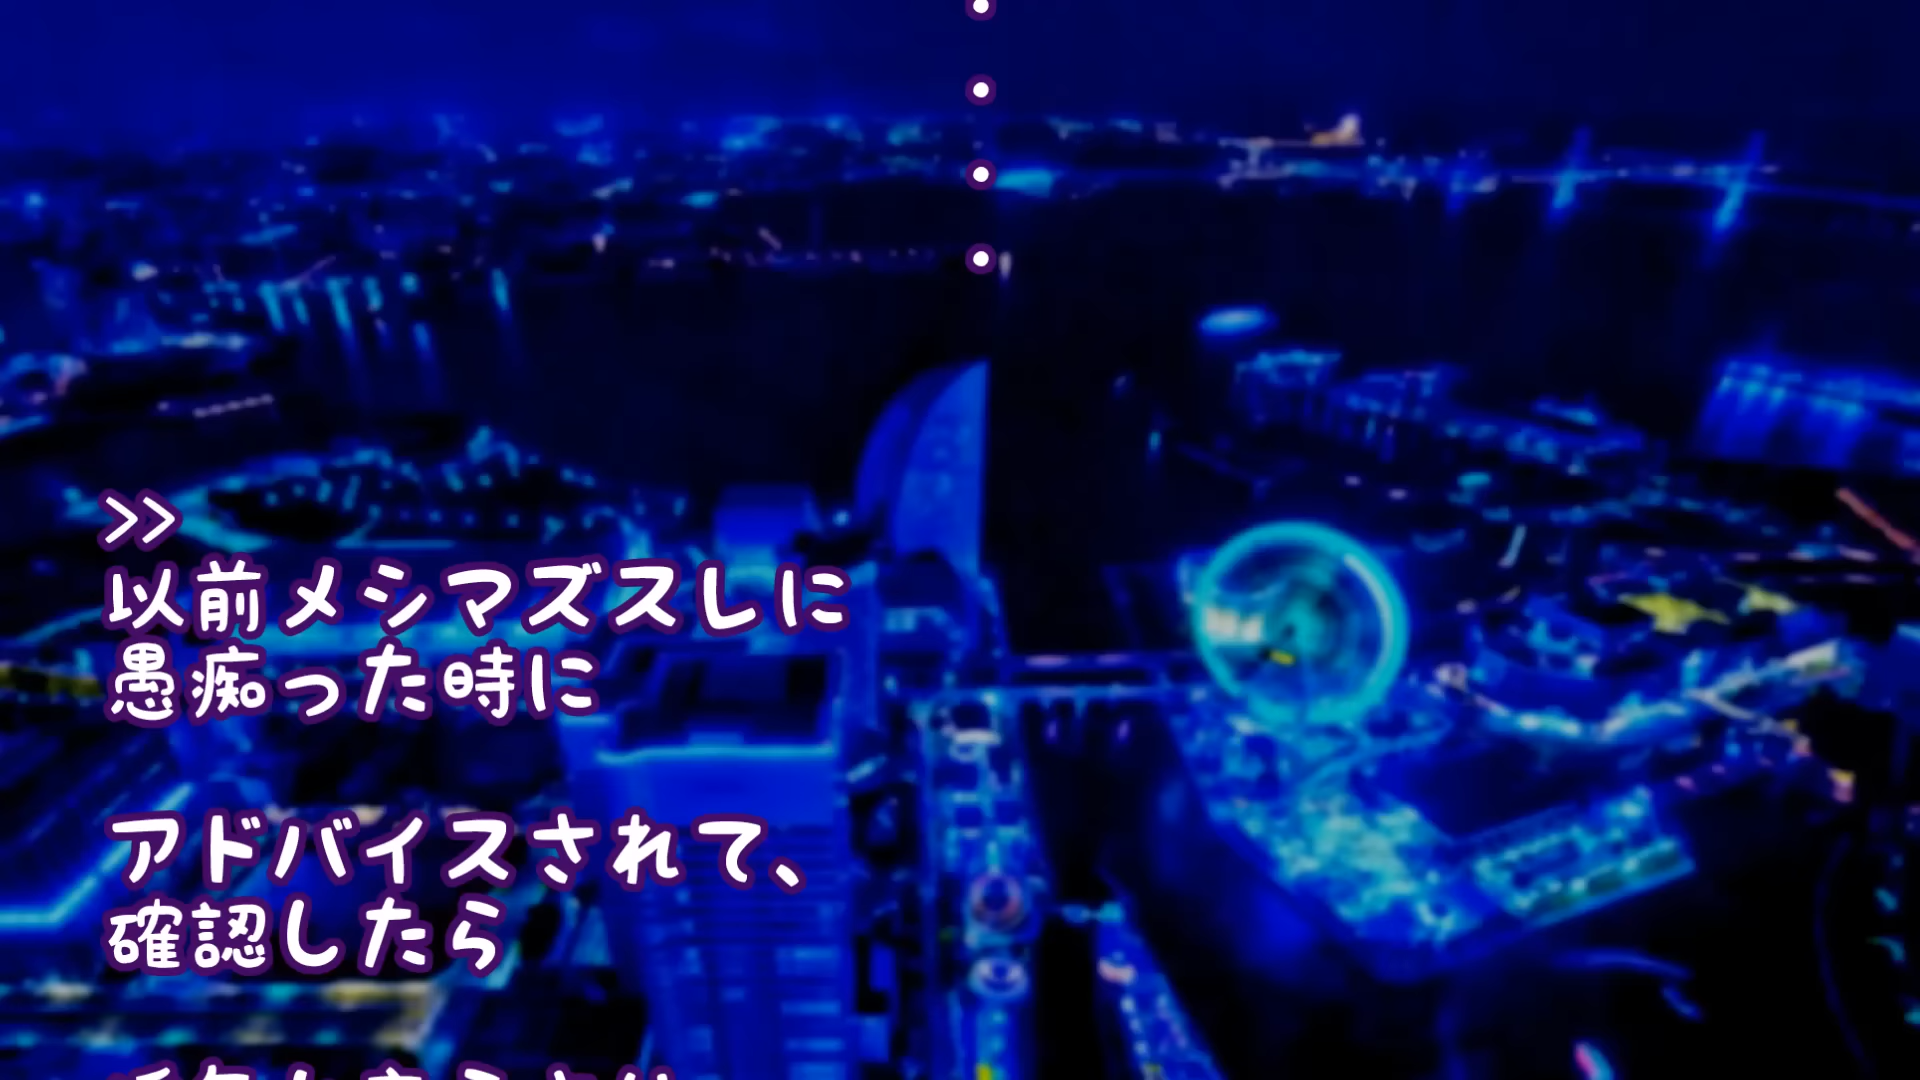 >>
以前メシマズスレに
愚痴った時に
アドバイスされて、
確認したら